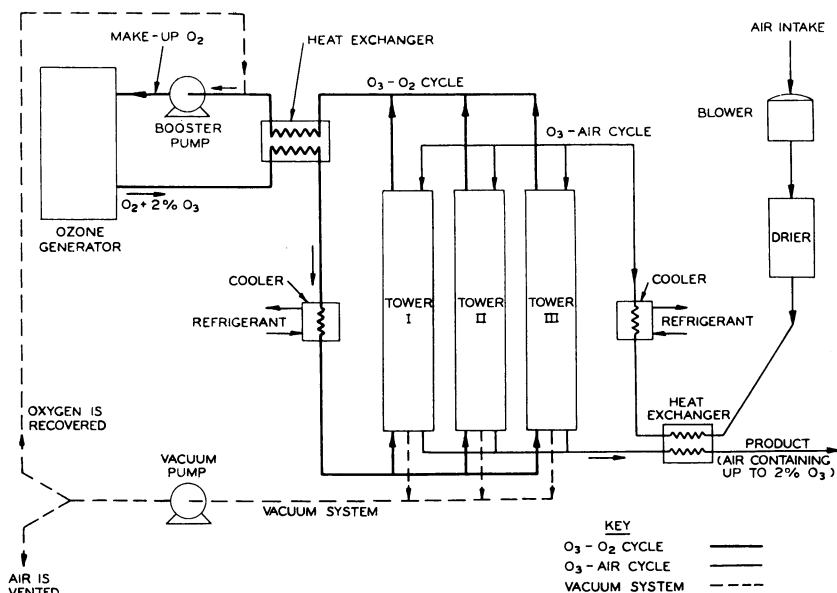 MAKE-UP O2
HEAT EXCHANGER
AIR INTAKE
O3-O2 CYCLE
BLOWER
BOOSTER
PUMP
O3-AIR CYCLE
O2+2% O3
OZONE
GENERATOR
DRIER
COOLER
TOWER
I
TOWER
II
TOWER
III
COOLER
REFRIGERANT
REFRIGERANT
HEAT
EXCHANGER
OXYGEN IS
RECOVERED
PRODUCT
(AIR CONTAINING
UP TO 2% O3)
VACUUM
PUMP
VACUUM SYSTEM
KEY
O3-O2 CYCLE
O3-AIR CYCLE
VACUUM SYSTEM
AIR IS
VENTED